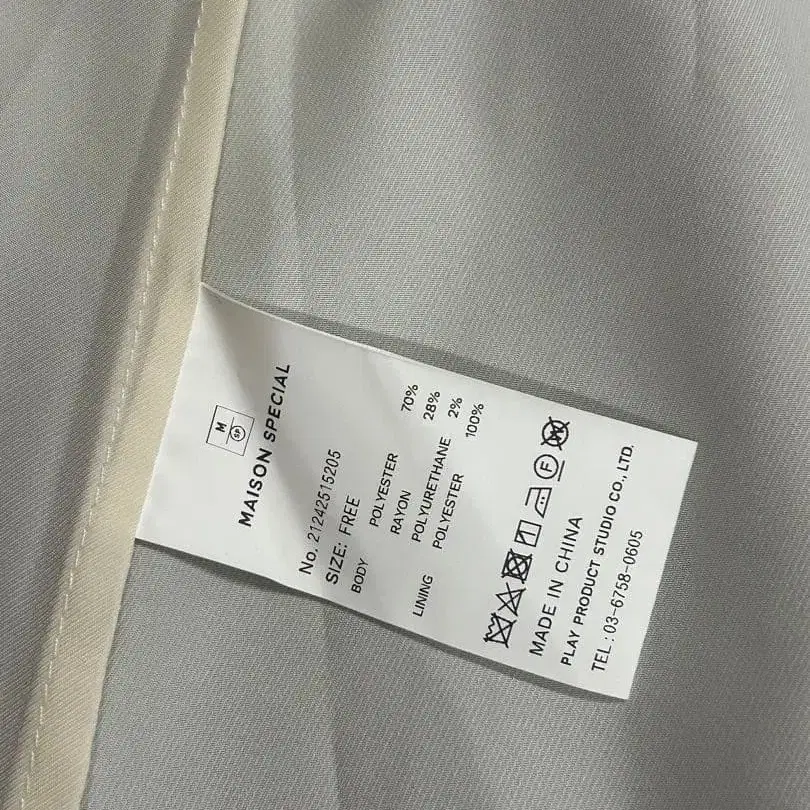 M
SP
MAISON SPECIAL
No. 21242515205
SIZE: FREE
BODY POLYESTER 70%
RAYON 28%
POLYURETHANE 2%
LINING POLYESTER 100%
F W
MADE IN CHINA
PLAY PRODUCT STUDIO CO., LTD.
TEL : 03-6758-0605